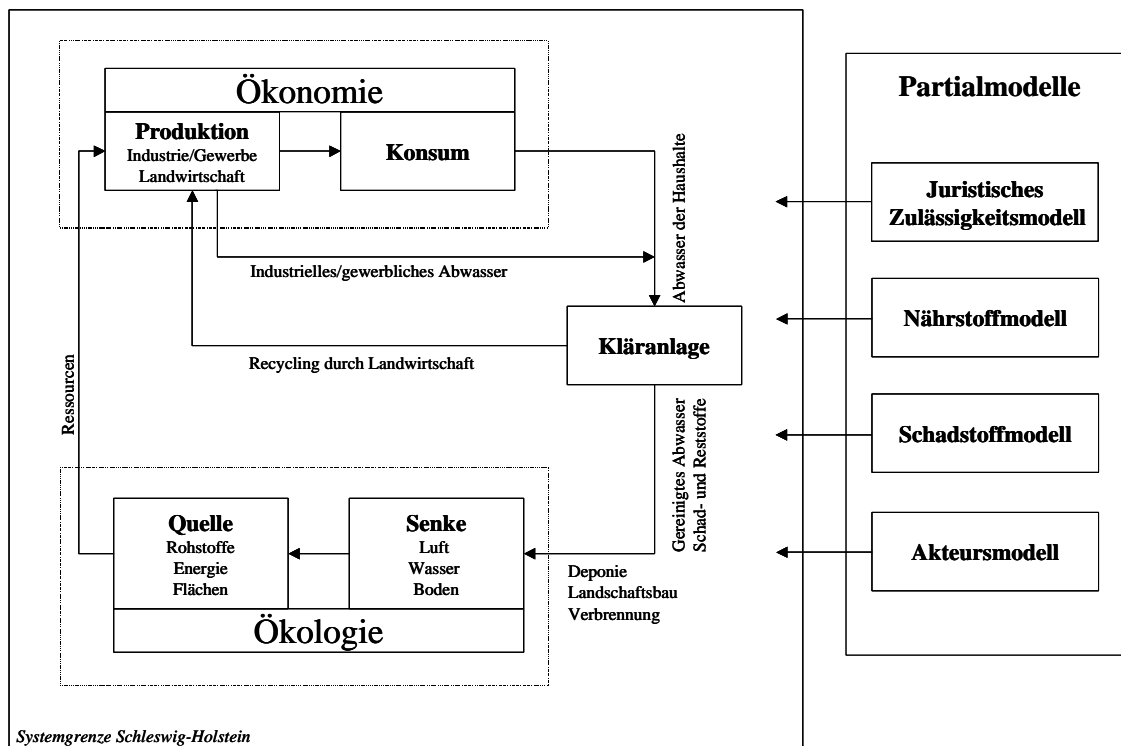 Ökonomie
Produktion
Industrie/Gewerbe
Landwirtschaft
Konsum
Abwasser der Haushalte
Industrielles/gewerbliches Abwasser
Kläranlage
Recycling durch Landwirtschaft
Ressourcen
Gereinigtes Abwasser
Schad- und Reststoffe
Quelle
Rohstoffe
Energie
Flächen
Senke
Luft
Wasser
Boden
Deponie
Landschaftsbau
Verbrennung
Ökologie
Systemgrenze Schleswig-Holstein
Partialmodelle
Juristisches
Zulässigkeitsmodell
Nährstoffmodell
Schadstoffmodell
Akteursmodell